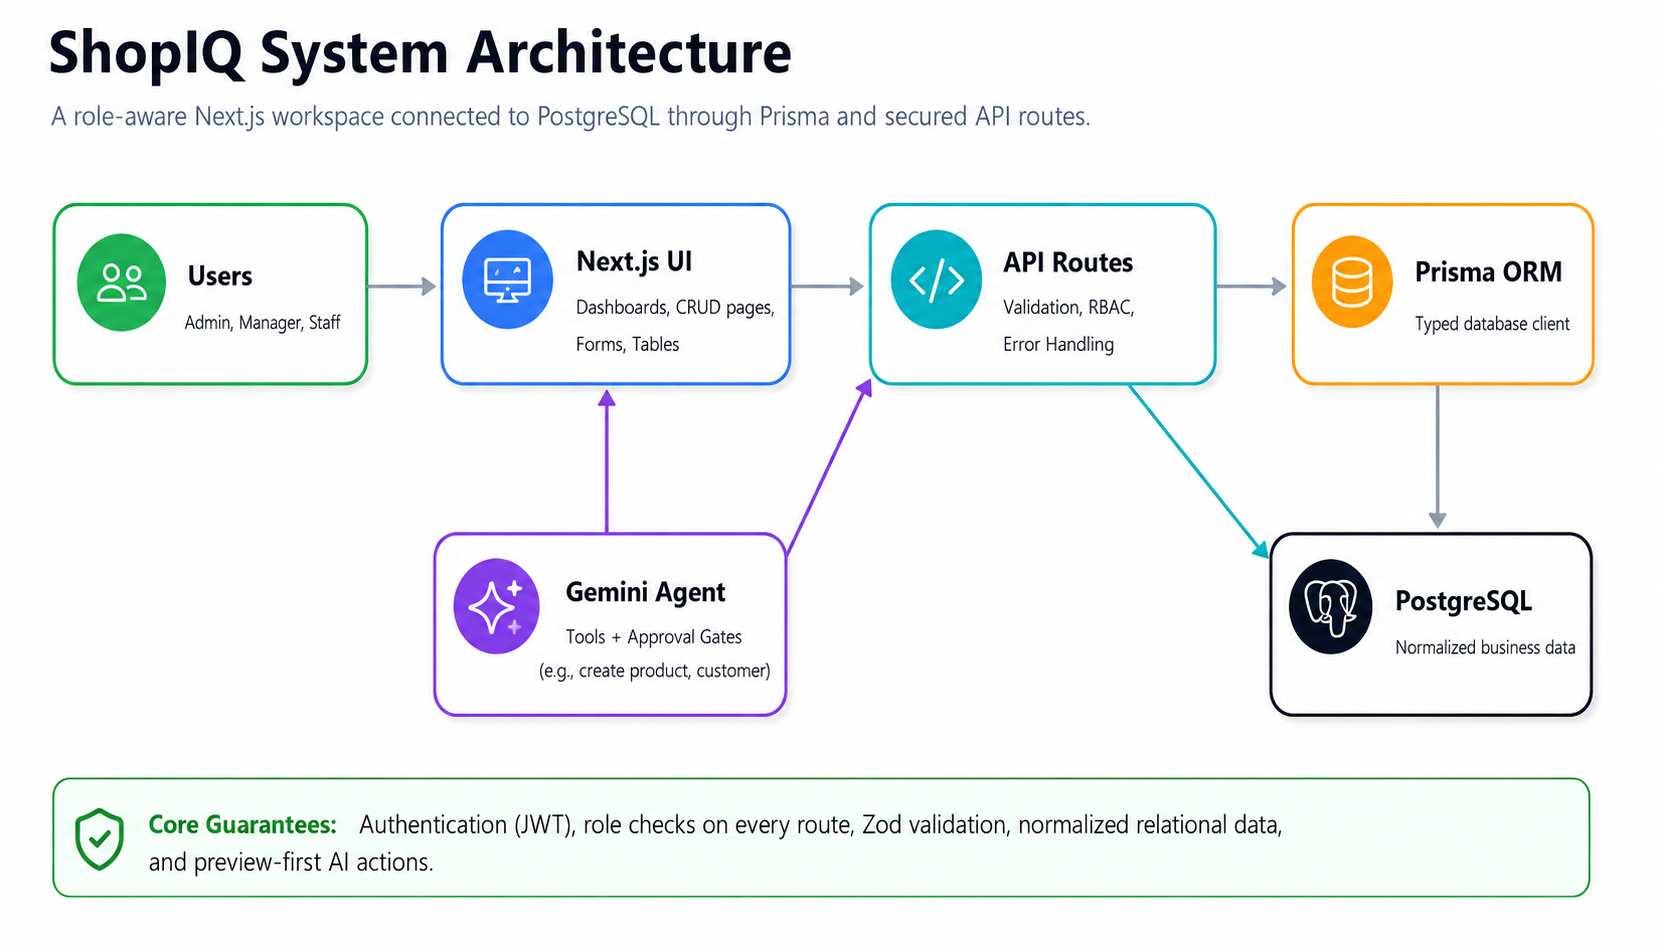 ShopIQ System Architecture
A role-aware Next.js workspace connected to PostgreSQL through Prisma and secured API routes.
Users
Admin, Manager, Staff
Next.js UI
Dashboards, CRUD pages,
Forms, Tables
API Routes
Validation, RBAC,
Error Handling
Prisma ORM
Typed database client
Gemini Agent
Tools + Approval Gates
(e.g., create product, customer)
PostgreSQL
Normalized business data
Core Guarantees: Authentication (JWT), role checks on every route, Zod validation, normalized relational data,
and preview-first AI actions.